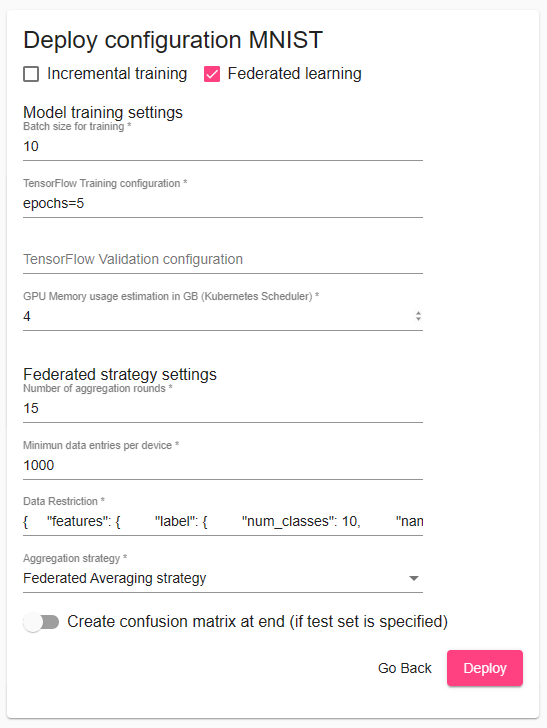 Deploy configuration MNIST
Incremental training Federated learning
Model training settings
Batch size for training *
10
TensorFlow Training configuration *
epochs=5
TensorFlow Validation configuration
GPU Memory usage estimation in GB (Kubernetes Scheduler) *
4
Federated strategy settings
Number of aggregation rounds *
15
Minimun data entries per device *
1000
Data Restriction *
{ "features": { "label": { "num_classes": 10, "nam
Aggregation strategy *
Federated Averaging strategy
Create confusion matrix at end (if test set is specified)
Go Back Deploy